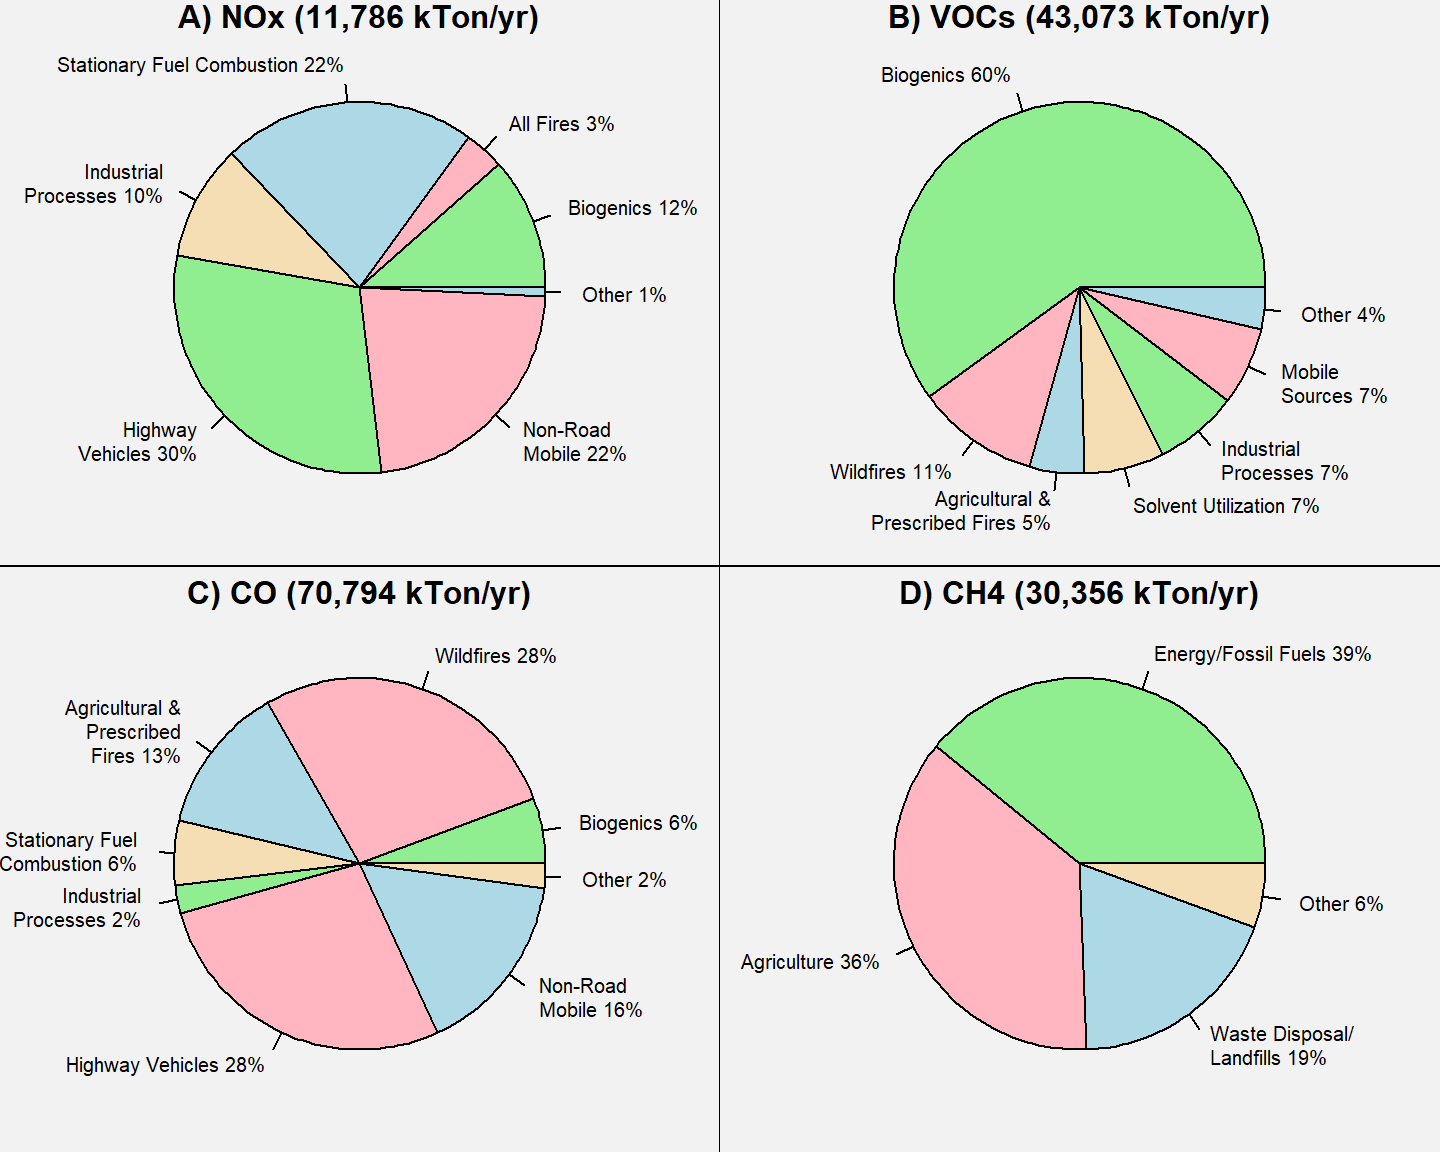 A) NOx (11,786 kTon/yr)
Stationary Fuel Combustion 22%
All Fires 3%
Industrial
Processes 10%
Biogenics 12%
Other 1%
Highway
Vehicles 30%
Non-Road
Mobile 22%
B) VOCs (43,073 kTon/yr)
Biogenics 60%
Other 4%
Mobile
Sources 7%
Industrial
Processes 7%
Wildfires 11%
Agricultural &
Prescribed Fires 5%
Solvent Utilization 7%
C) CO (70,794 kTon/yr)
Wildfires 28%
Agricultural &
Prescribed
Fires 13%
Biogenics 6%
Stationary Fuel
Combustion 6%
Other 2%
Industrial
Processes 2%
Non-Road
Mobile 16%
Highway Vehicles 28%
D) CH4 (30,356 kTon/yr)
Energy/Fossil Fuels 39%
Other 6%
Agriculture 36%
Waste Disposal/
Landfills 19%